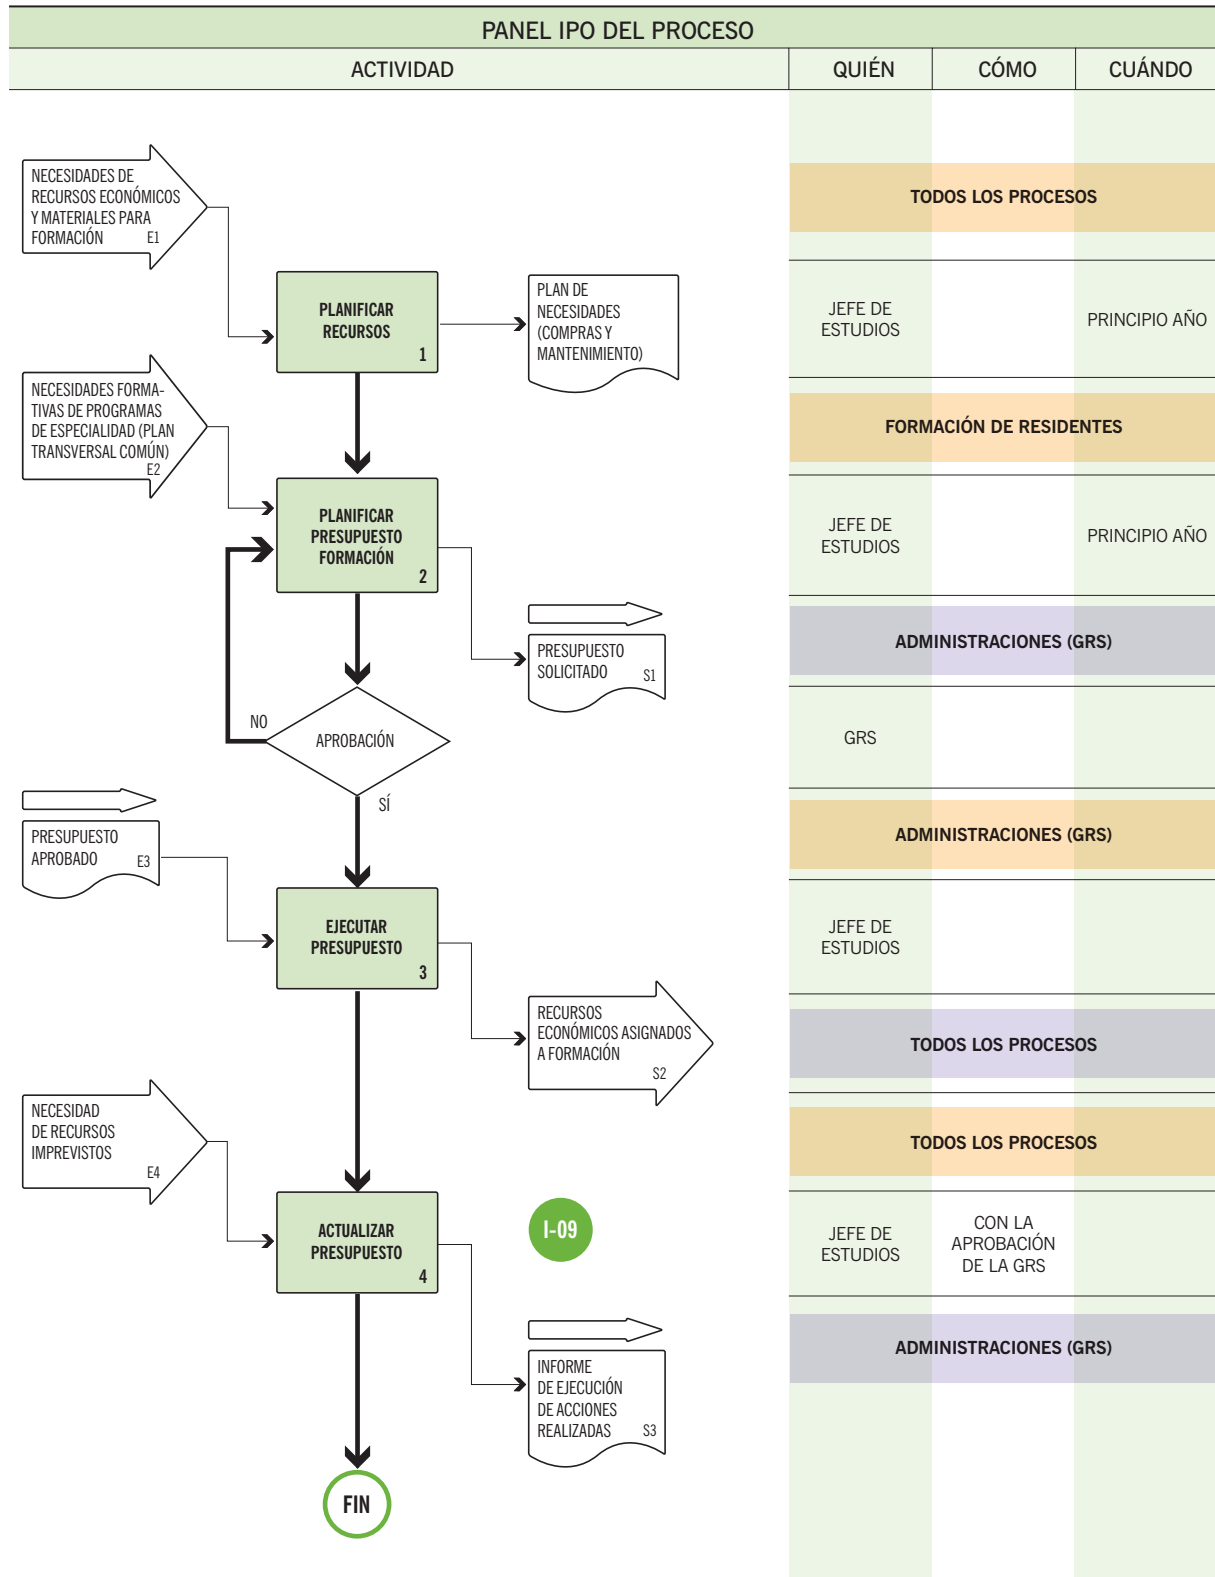 PANEL IPO DEL PROCESO
ACTIVIDAD
QUIÉN
CÓMO
CUÁNDO
NECESIDADES DE
RECURSOS ECONÓMICOS
Y MATERIALES PARA
FORMACIÓN E1
TODOS LOS PROCESOS
PLANIFICAR
RECURSOS
1
PLAN DE
NECESIDADES
(COMPRAS Y
MANTENIMIENTO)
JEFE DE
ESTUDIOS
PRINCIPIO AÑO
NECESIDADES FORMA-
TIVAS DE PROGRAMAS
DE ESPECIALIDAD (PLAN
TRANSVERSAL COMÚN)
E2
FORMACIÓN DE RESIDENTES
PLANIFICAR
PRESUPUESTO
FORMACIÓN
2
JEFE DE
ESTUDIOS
PRINCIPIO AÑO
PRESUPUESTO
SOLICITADO S1
ADMINISTRACIONES (GRS)
NO
APROBACIÓN
SÍ
GRS
PRESUPUESTO
APROBADO E3
ADMINISTRACIONES (GRS)
EJECUTAR
PRESUPUESTO
3
JEFE DE
ESTUDIOS
RECURSOS
ECONÓMICOS ASIGNADOS
A FORMACIÓN
S2
TODOS LOS PROCESOS
NECESIDAD
DE RECURSOS
IMPREVISTOS
E4
TODOS LOS PROCESOS
ACTUALIZAR
PRESUPUESTO
4
I-09
JEFE DE
ESTUDIOS
CON LA
APROBACIÓN
DE LA GRS
INFORME
DE EJECUCIÓN
DE ACCIONES
REALIZADAS S3
ADMINISTRACIONES (GRS)
FIN